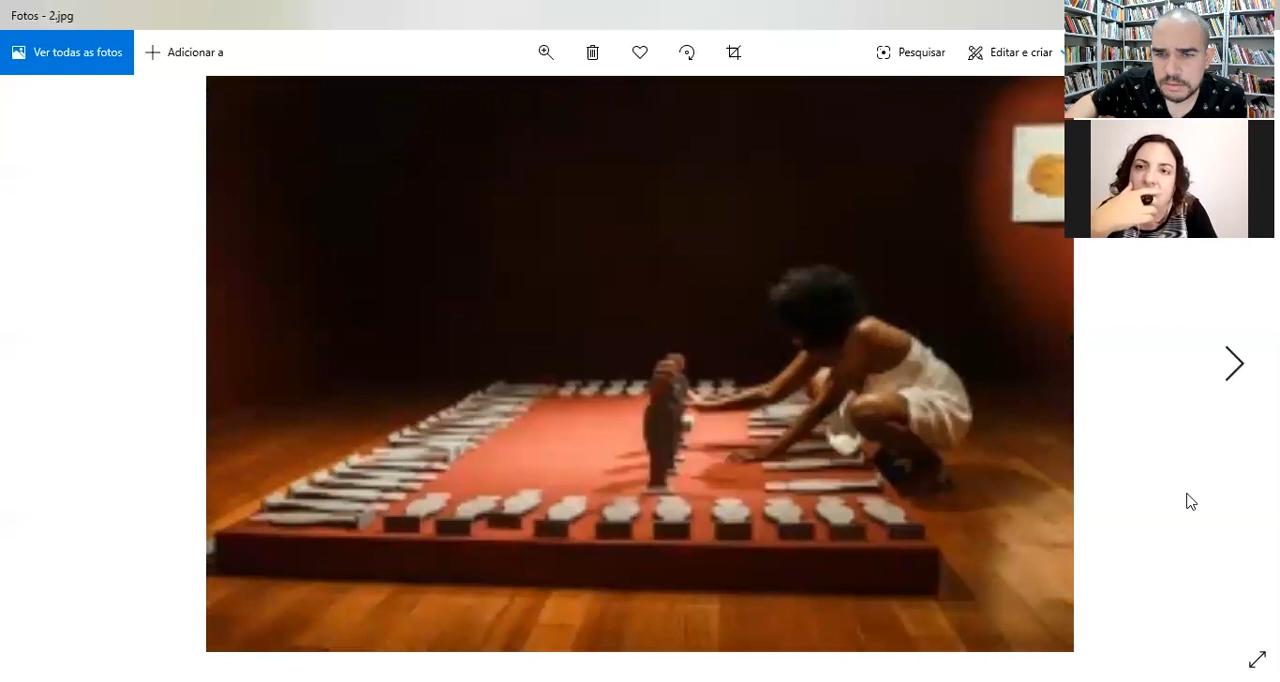 Fotos - 2.jpg
Ver todas as fotos
Adicionar a
Pesquisar
Editar e criar